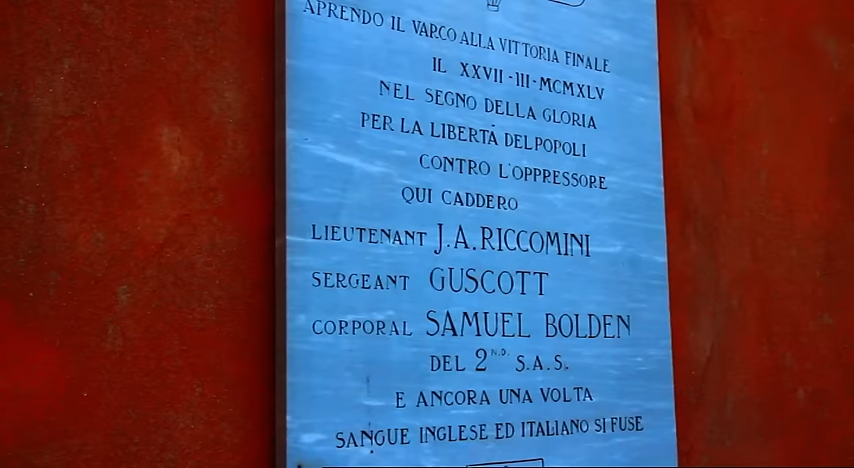 APRENDO IL VARCO ALLA VITTORIA FINALE
IL XXVII-III-MCMXLV
NEL SEGNO DELLA GLORIA
PER LA LIBERTÀ DEL POPOLI
CONTRO L'OPPRESSORE
QUI CADDERO
LIEUTENANT J.A. RICCOMINI
SERGEANT GUSCOTT
CORPORAL SAMUEL BOLDEN
DEL 2N.D. S.A.S.
E ANCORA UNA VOLTA
SANGUE INGLESE ED ITALIANO SI FUSE